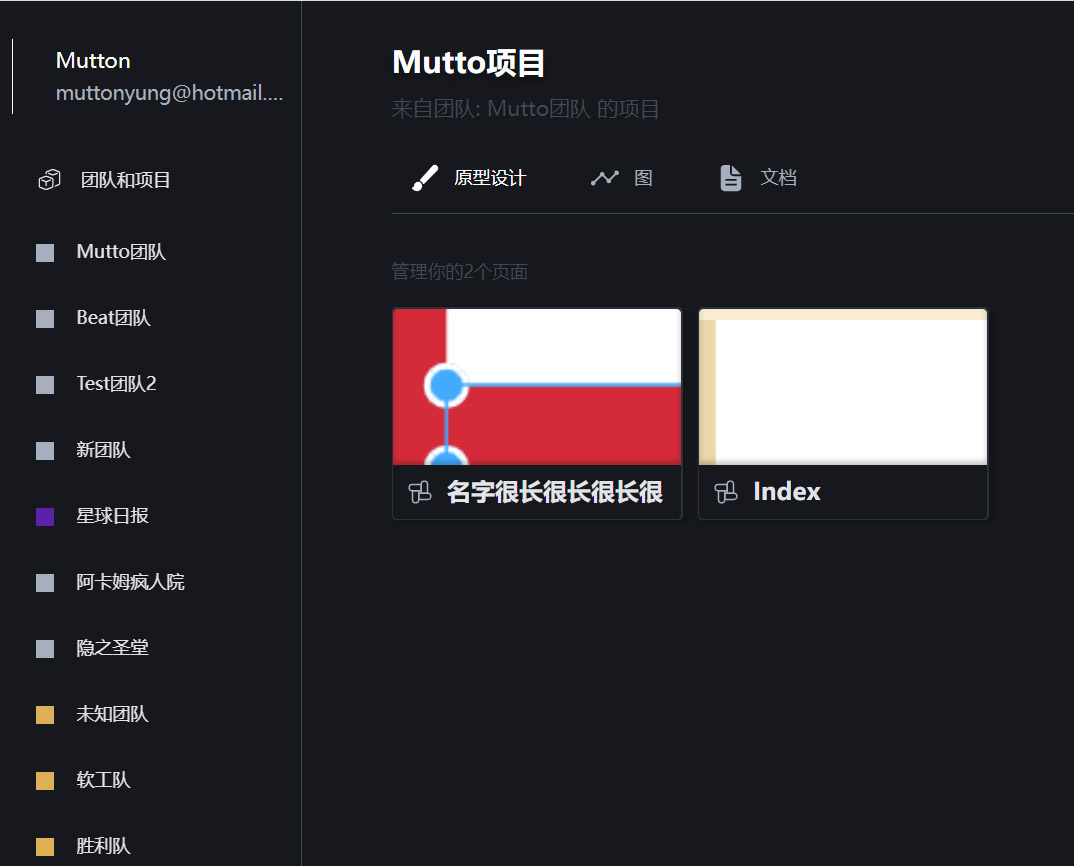 Mutton
muttonyung@hotmail....
团队和项目
Mutto团队
Beat团队
Test团队2
新团队
星球日报
阿卡姆疯人院
隐之圣堂
未知团队
软工队
胜利队
Mutto项目
来自团队: Mutto团队 的项目
原型设计
图
文档
管理你的2个页面
名字很长很长很长很
Index